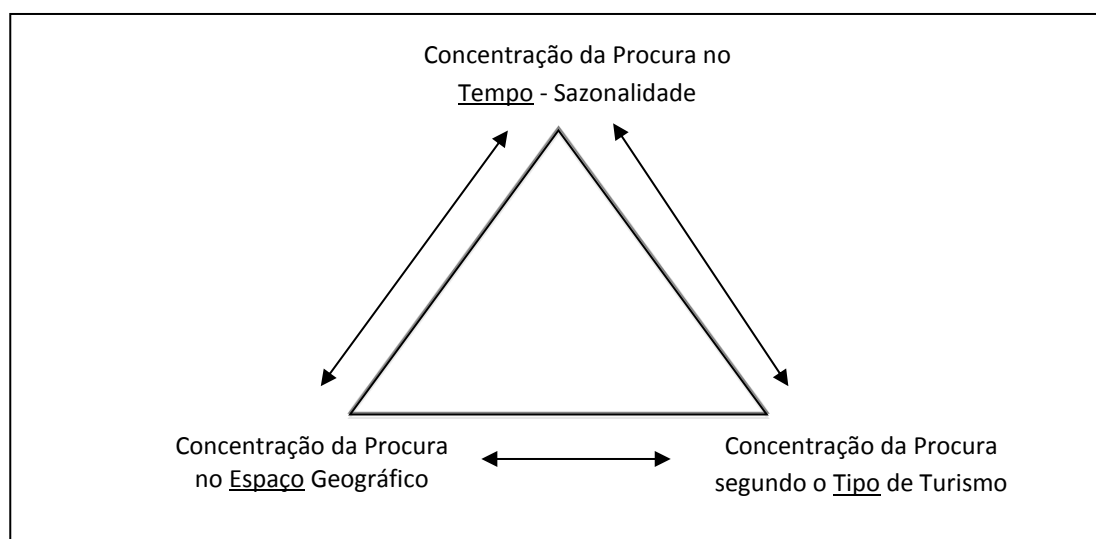 Concentração da Procura no
Tempo - Sazonalidade
Concentração da Procura
no Espaço Geográfico
Concentração da Procura
segundo o Tipo de Turismo